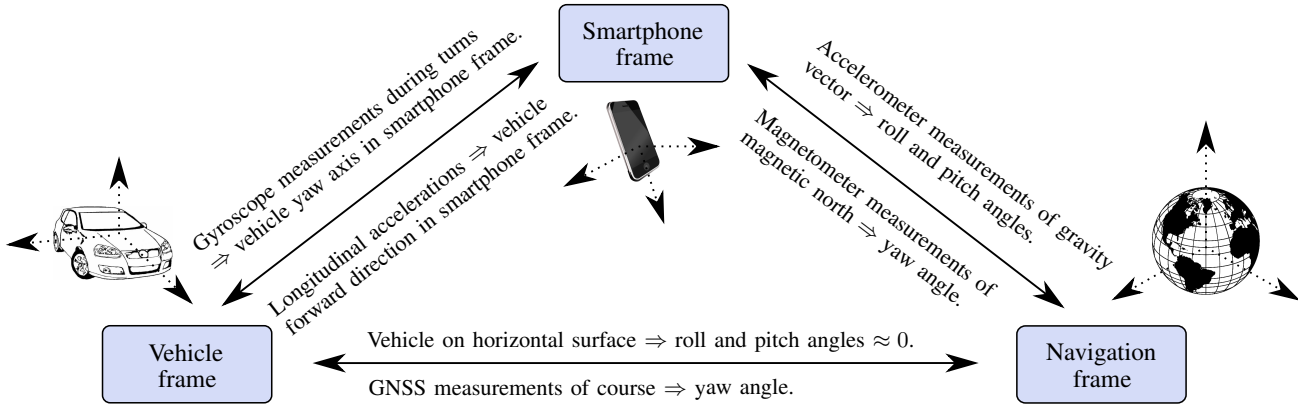 Smartphone
frame
Gyroscope measurements during turns
⇒ vehicle yaw axis in smartphone frame.
Longitudinal accelerations ⇒ vehicle
forward direction in smartphone frame.
Accelerometer measurements of gravity
vector ⇒ roll and pitch angles.
Magnetometer measurements of
magnetic north ⇒ yaw angle.
Vehicle
frame
Vehicle on horizontal surface ⇒ roll and pitch angles ≈ 0.
GNSS measurements of course ⇒ yaw angle.
Navigation
frame